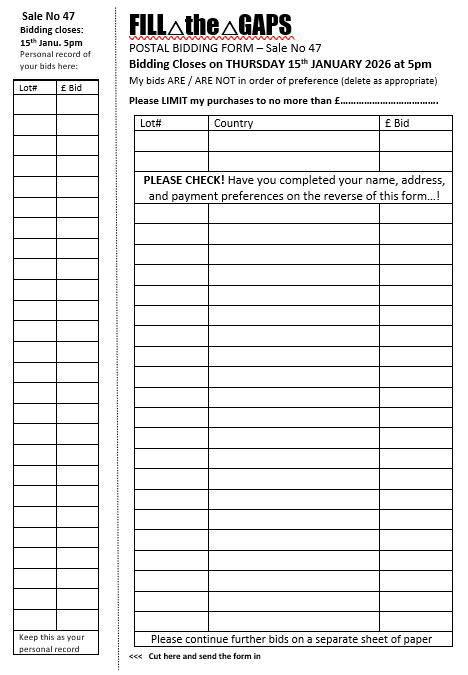 Sale No 47
Bidding closes:
15th Janu. 5pm
Personal record of
your bids here:
Lot# £ Bid
Keep this as your
personal record
FILL△the △GAPS
POSTAL BIDDING FORM – Sale No 47
Bidding Closes on THURSDAY 15th JANUARY 2026 at 5pm
My bids ARE / ARE NOT in order of preference (delete as appropriate)
Please LIMIT my purchases to no more than £……………………………….
Lot# Country £ Bid
PLEASE CHECK! Have you completed your name, address,
and payment preferences on the reverse of this form…!
Please continue further bids on a separate sheet of paper
<<< Cut here and send the form in